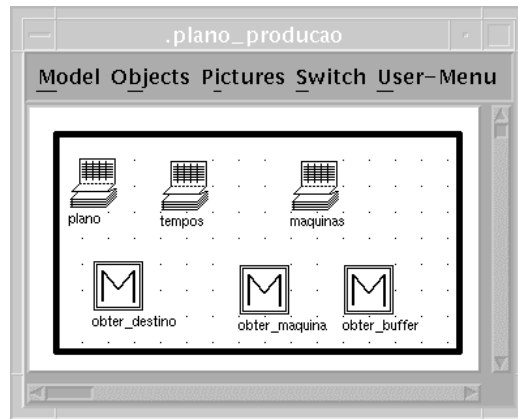 .plano_producao
Model Objects Pictures Switch User-Menu
plano tempos maquinas
M M M
obter_destino obter_maquina obter_buffer